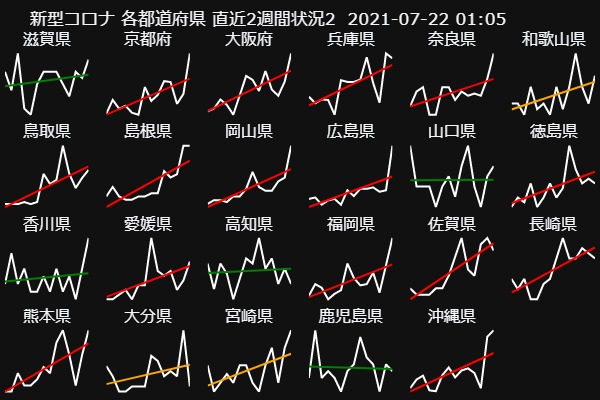 新型コロナ 各都道府県 直近2週間状況2 2021-07-22 01:05
滋賀県 京都府 大阪府 兵庫県 奈良県 和歌山県
鳥取県 島根県 岡山県 広島県 山口県 徳島県
香川県 愛媛県 高知県 福岡県 佐賀県 長崎県
熊本県 大分県 宮崎県 鹿児島県 沖縄県